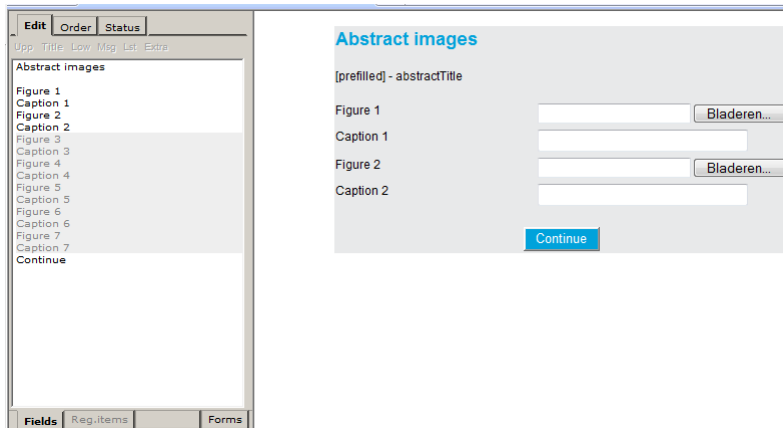 Edit Order Status
Upp Title Low Msg Lst Extra
Abstract images
Figure 1
Caption 1
Figure 2
Caption 2
Figure 3
Caption 3
Figure 4
Caption 4
Figure 5
Caption 5
Figure 6
Caption 6
Figure 7
Caption 7
Continue
Fields Reg.items Forms
Abstract images
[prefilled] - abstractTitle
Figure 1 Bladeren...
Caption 1
Figure 2 Bladeren...
Caption 2
Continue